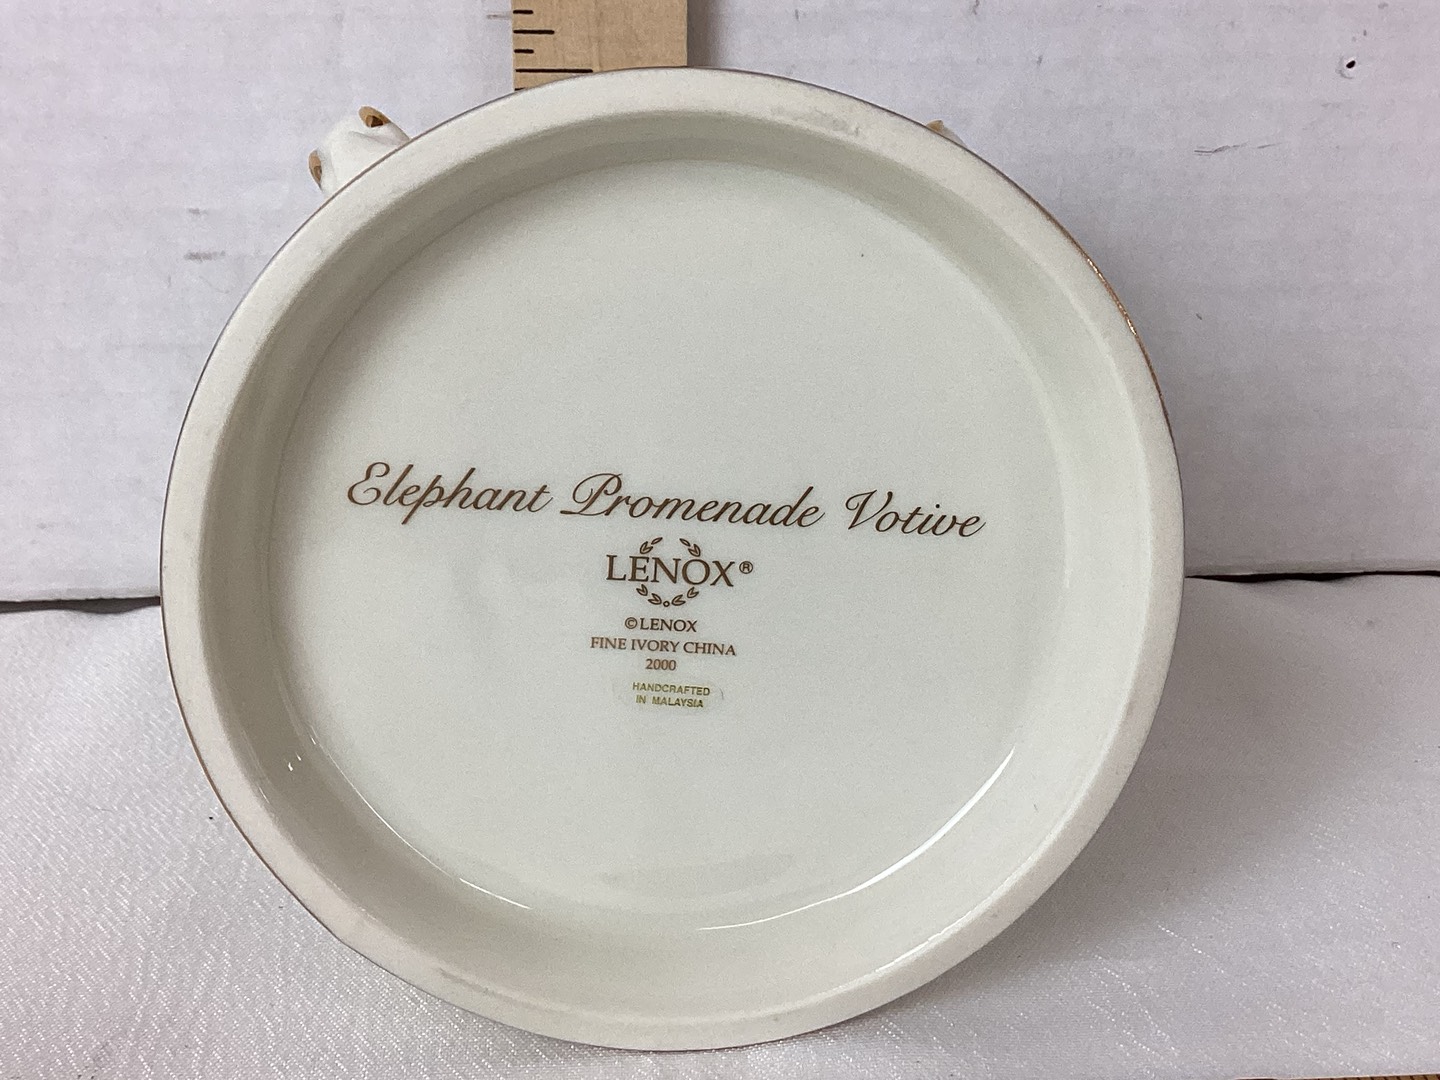 Elephant Promenade Votive
LENOX®
©LENOX
FINE IVORY CHINA
2000
HANDCRAFTED
IN MALAYSIA